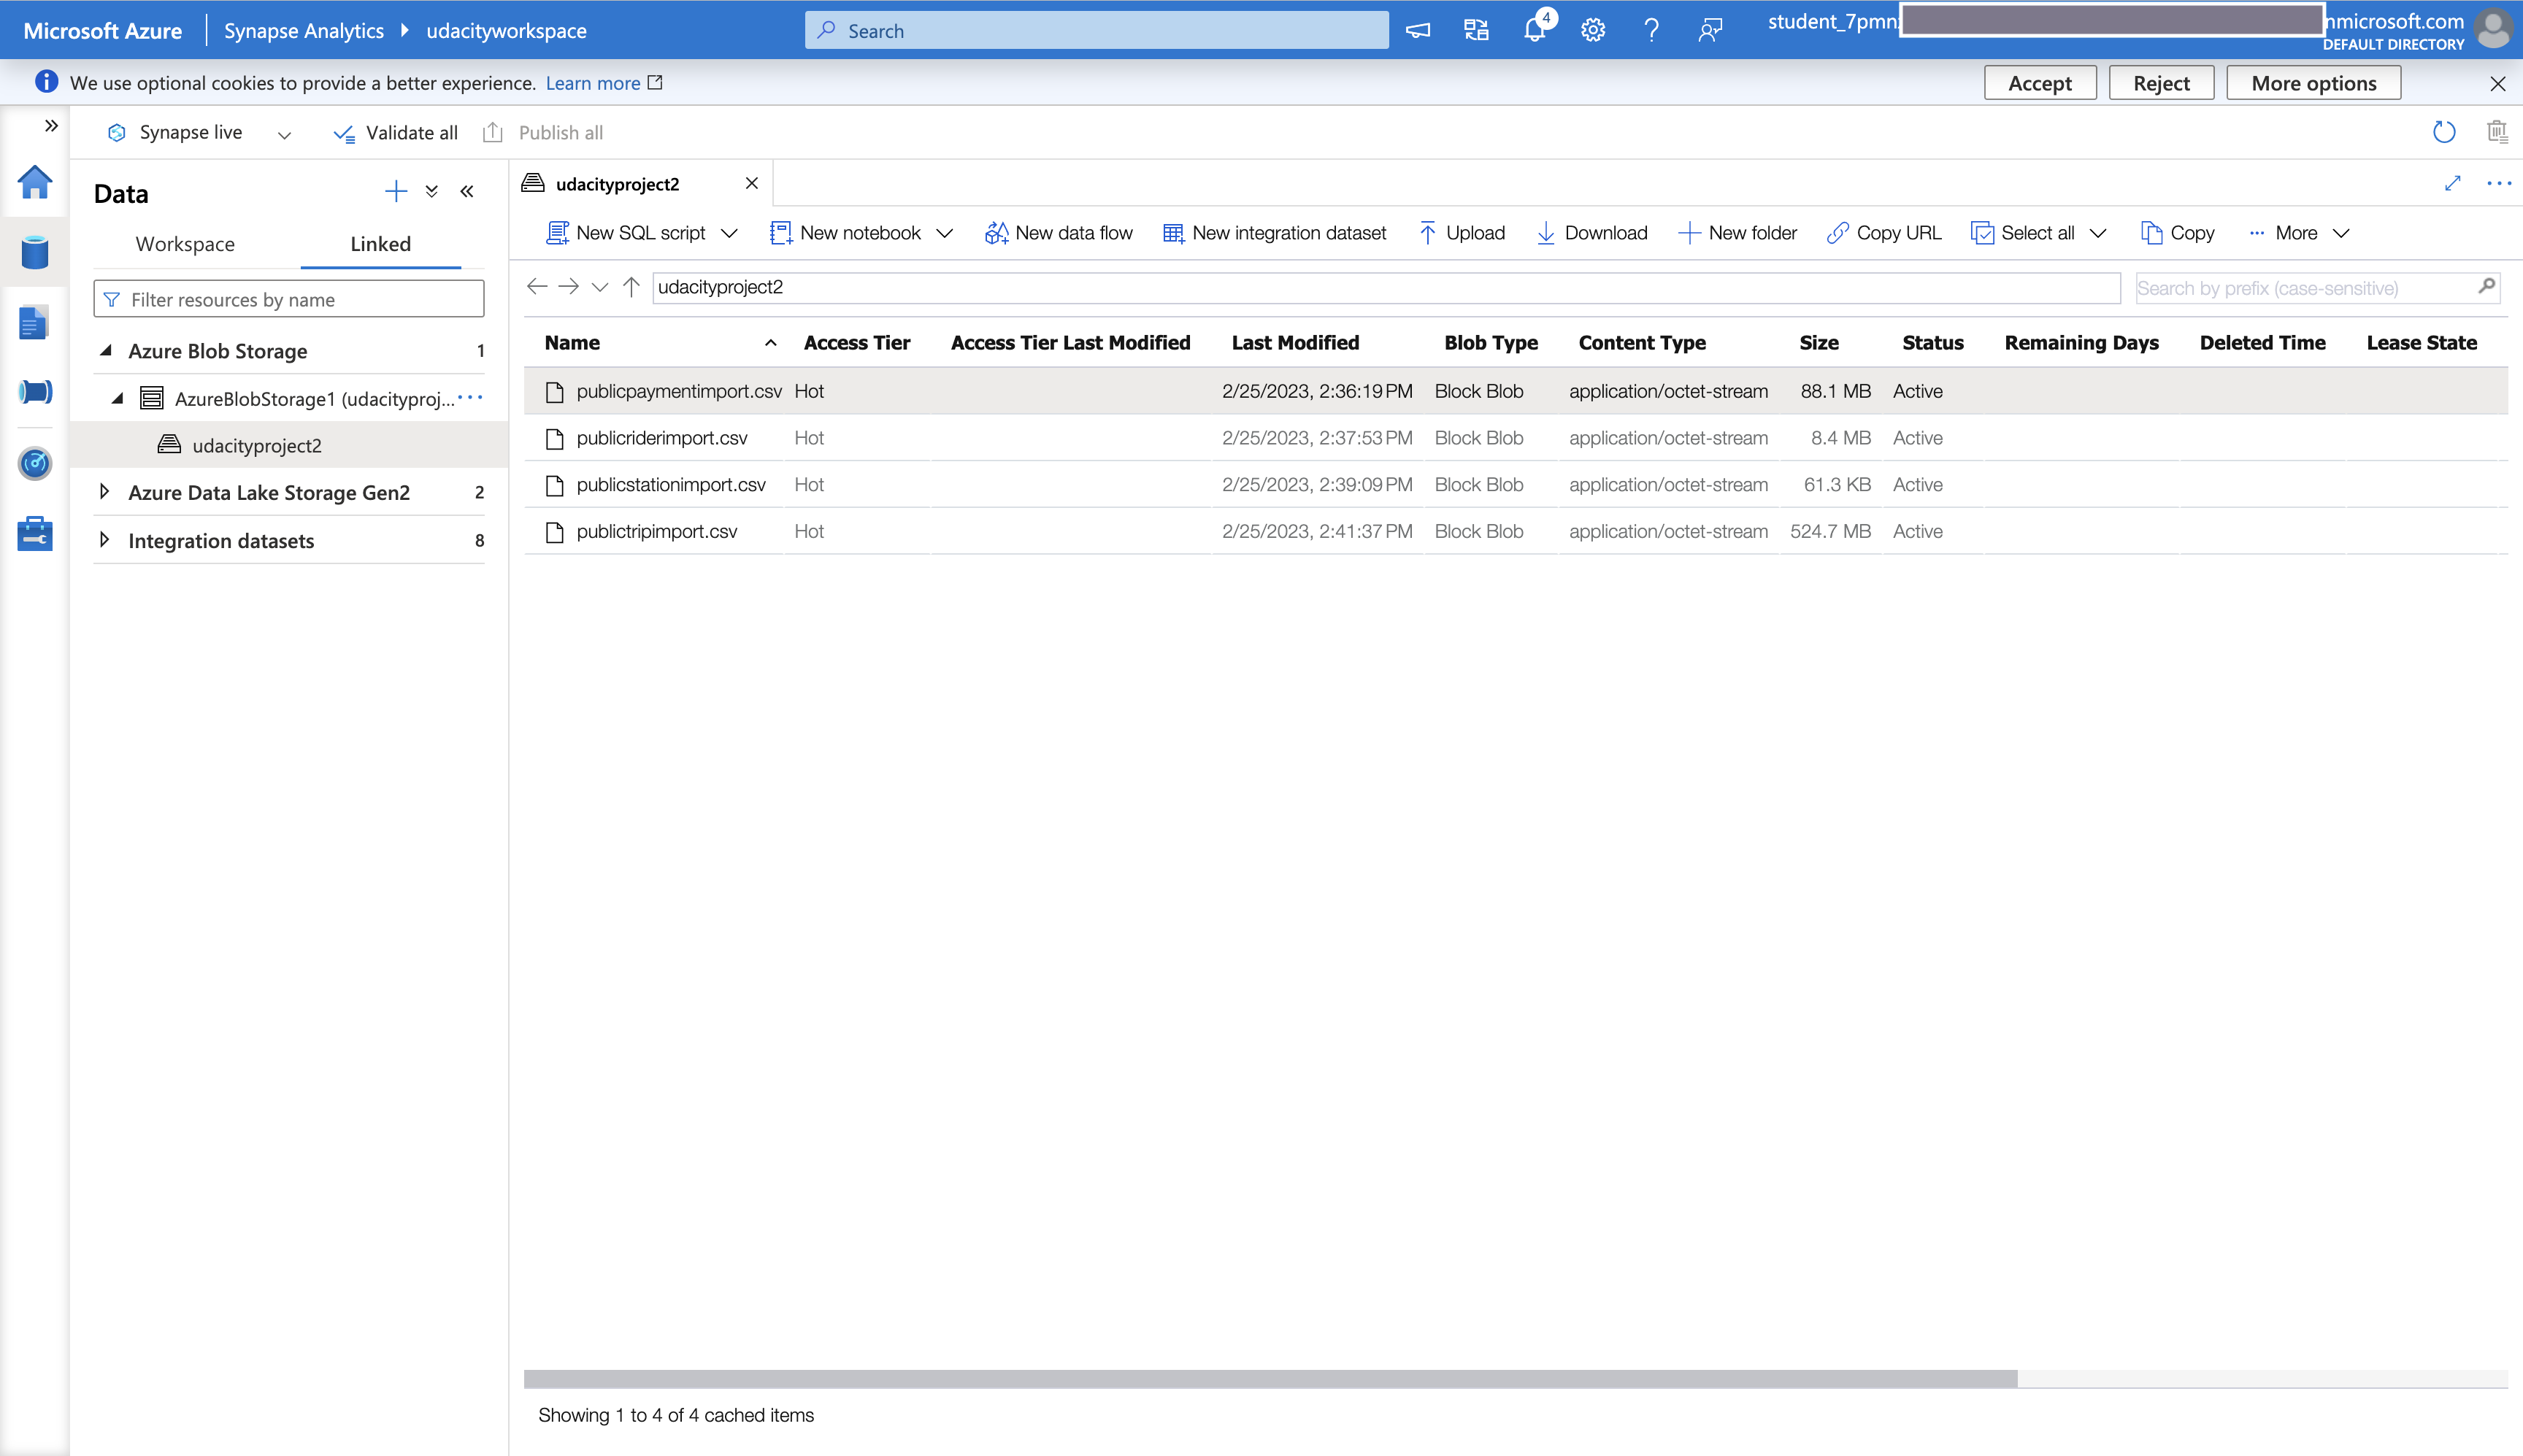 Microsoft Azure Synapse Analytics udacityworkspace Search 4 student_7pmn nmicrosoft.com
DEFAULT DIRECTORY
We use optional cookies to provide a better experience. Learn more Accept Reject More options
Synapse live Validate all Publish all
Data udacityproject2
Workspace Linked New SQL script New notebook New data flow New integration dataset Upload Download New folder Copy URL Select all Copy More
Filter resources by name udacityproject2 Search by prefix (case-sensitive)
Azure Blob Storage 1 Name Access Tier Access Tier Last Modified Last Modified Blob Type Content Type Size Status Remaining Days Deleted Time Lease State
AzureBlobStorage1 (udacityproj... publicpaymentimport.csv Hot 2/25/2023, 2:36:19 PM Block Blob application/octet-stream 88.1 MB Active
udacityproject2 publicriderimport.csv Hot 2/25/2023, 2:37:53 PM Block Blob application/octet-stream 8.4 MB Active
Azure Data Lake Storage Gen2 2 publicstationimport.csv Hot 2/25/2023, 2:39:09 PM Block Blob application/octet-stream 61.3 KB Active
Integration datasets 8 publictripimport.csv Hot 2/25/2023, 2:41:37 PM Block Blob application/octet-stream 524.7 MB Active
Showing 1 to 4 of 4 cached items